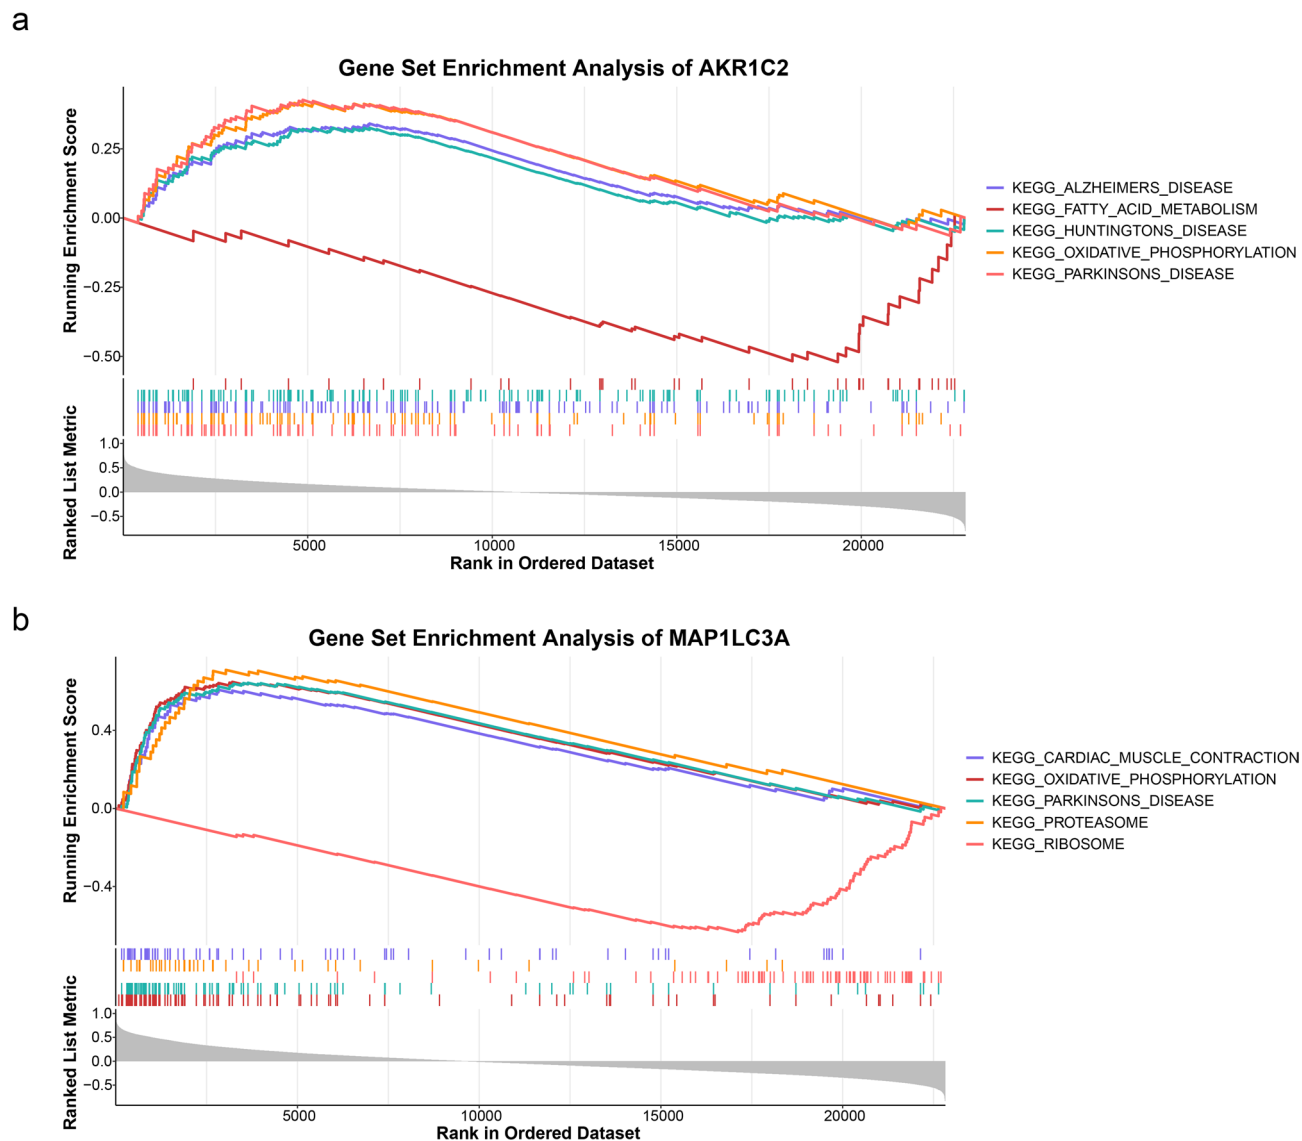 a
Gene Set Enrichment Analysis of AKR1C2
Running Enrichment Score
0.25
0.00
−0.25
−0.50
KEGG_ALZHEIMERS_DISEASE
KEGG_FATTY_ACID_METABOLISM
KEGG_HUNTINGTONS_DISEASE
KEGG_OXIDATIVE_PHOSPHORYLATION
KEGG_PARKINSONS_DISEASE
Ranked List Metric
1.0
0.5
0.0
−0.5
5000 10000 15000 20000
Rank in Ordered Dataset
b
Gene Set Enrichment Analysis of MAP1LC3A
Running Enrichment Score
0.4
0.0
−0.4
KEGG_CARDIAC_MUSCLE_CONTRACTION
KEGG_OXIDATIVE_PHOSPHORYLATION
KEGG_PARKINSONS_DISEASE
KEGG_PROTEASOME
KEGG_RIBOSOME
Ranked List Metric
1.0
0.5
0.0
−0.5
5000 10000 15000 20000
Rank in Ordered Dataset